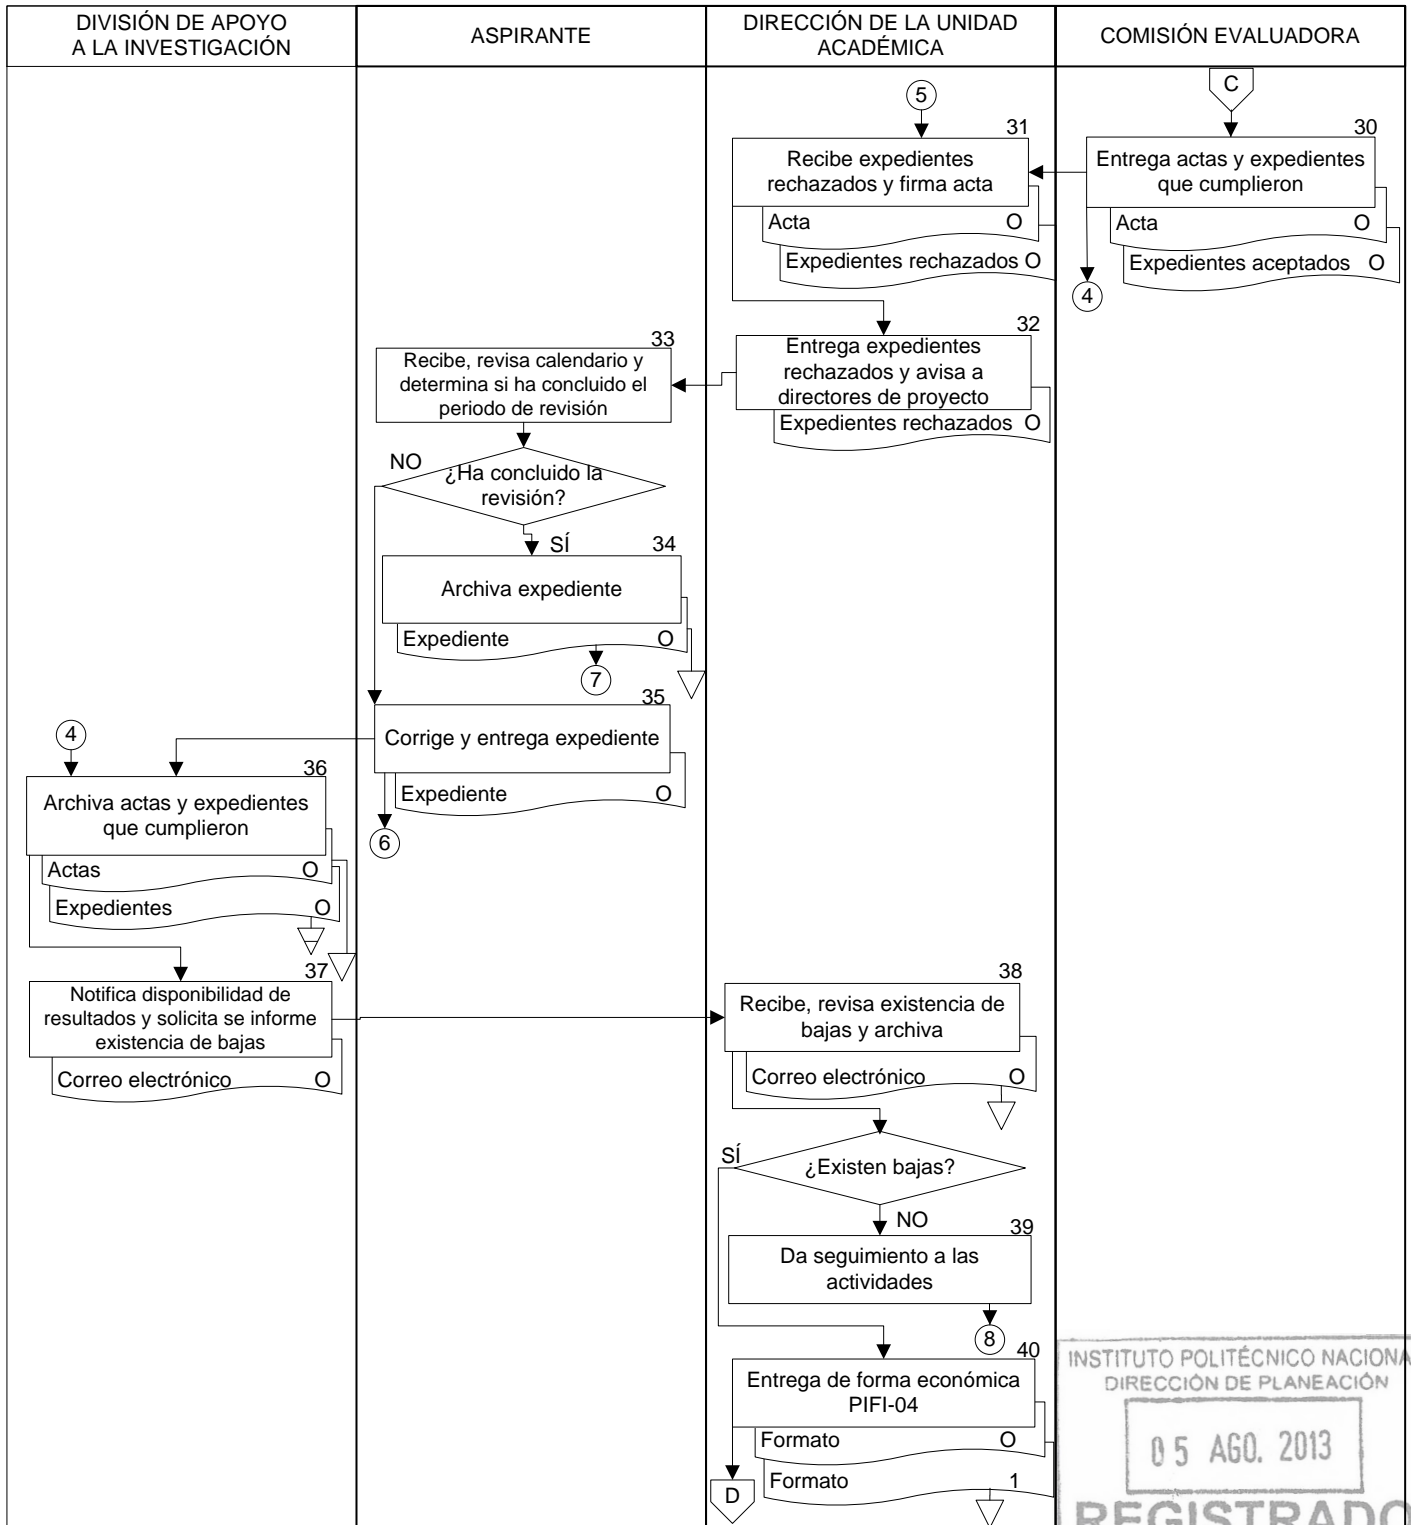 DIVISIÓN DE APOYO
A LA INVESTIGACIÓN
ASPIRANTE
DIRECCIÓN DE LA UNIDAD
ACADÉMICA
COMISIÓN EVALUADORA
C
5
30
Entrega actas y expedientes
que cumplieron
Acta O
Expedientes aceptados O
4
31
Recibe expedientes
rechazados y firma acta
Acta O
Expedientes rechazados O
32
Entrega expedientes
rechazados y avisa a
directores de proyecto
Expedientes rechazados O
33
Recibe, revisa calendario y
determina si ha concluido el
periodo de revisión
NO
¿Ha concluido la
revisión?
SÍ
34
Archiva expediente
Expediente O
7
35
Corrige y entrega expediente
Expediente O
6
4
36
Archiva actas y expedientes
que cumplieron
Actas O
Expedientes O
37
Notifica disponibilidad de
resultados y solicita se informe
existencia de bajas
Correo electrónico O
38
Recibe, revisa existencia de
bajas y archiva
Correo electrónico O
SÍ
¿Existen bajas?
NO
39
Da seguimiento a las
actividades
8
40
Entrega de forma económica
PIFI-04
Formato O
Formato 1
D
INSTITUTO POLITÉCNICO NACIONA
DIRECCIÓN DE PLANEACIÓN
05 AGO. 2013
REGISTRADO